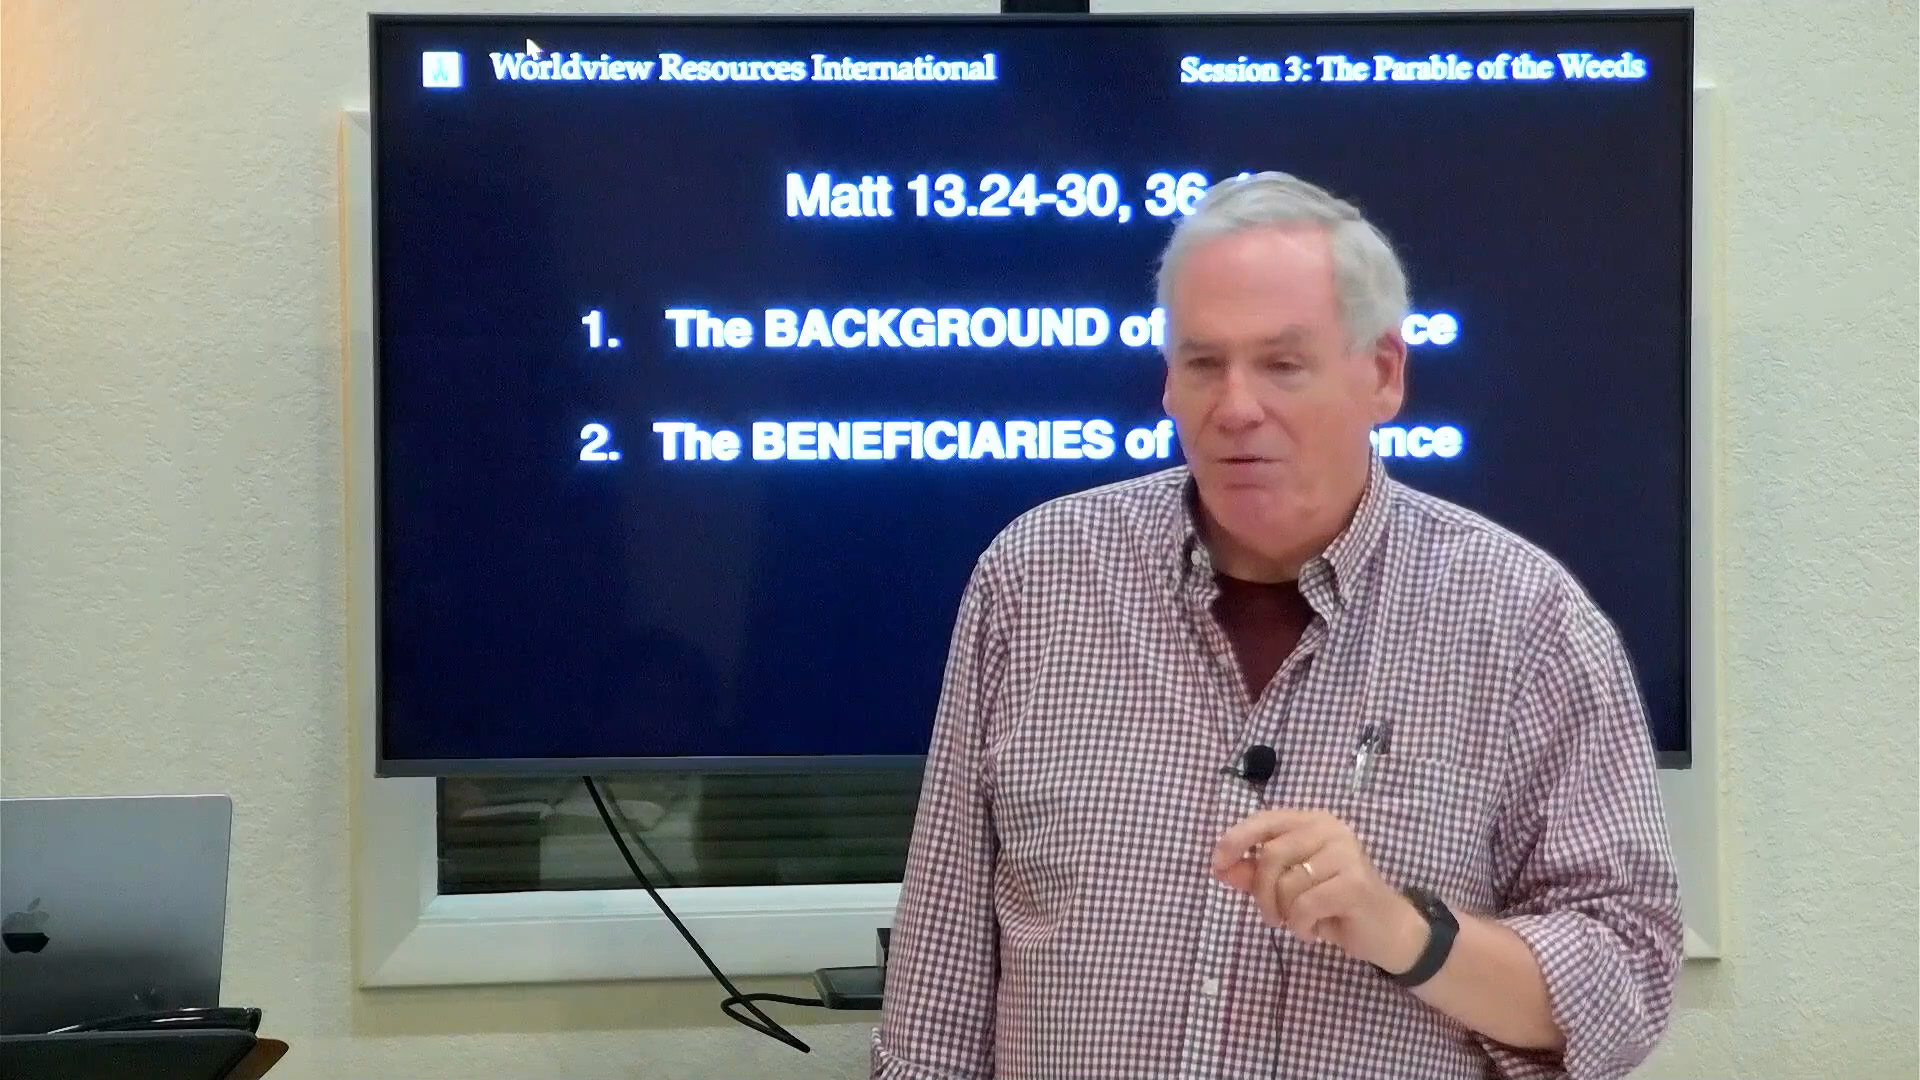 Worldview Resources International
Session 3: The Parable of the Weeds
Matt 13.24-30, 36
1. The BACKGROUND of
2. The BENEFICIARIES of